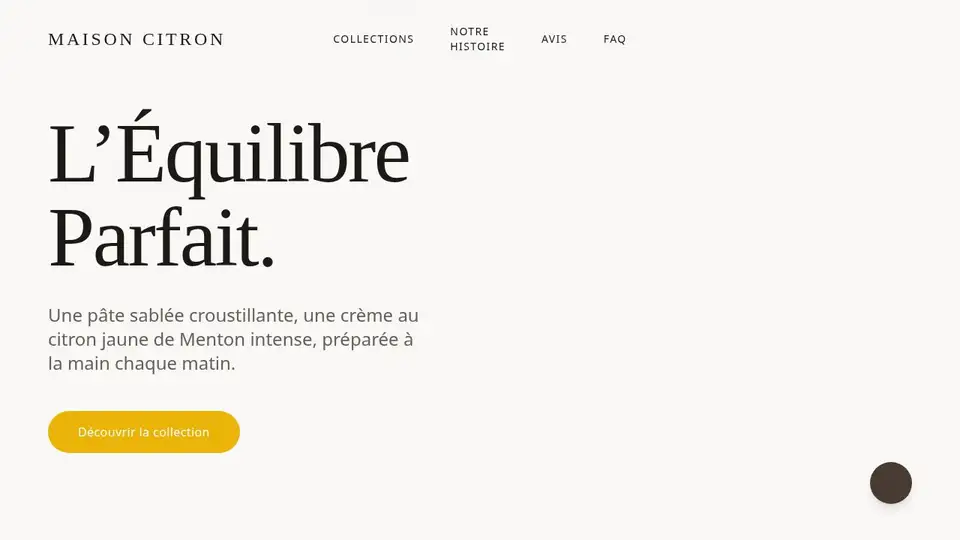 MAISON CITRON
COLLECTIONS
NOTRE
HISTOIRE
AVIS
FAQ
L’Équilibre
Parfait.
Une pâte sablée croustillante, une crème au
citron jaune de Menton intense, préparée à
la main chaque matin.
Découvrir la collection